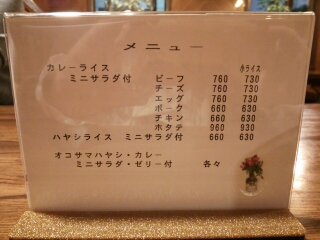 メニュー
カレーライス 小ライス
ミニサラダ付 ビーフ 760 730
チーズ 760 730
エッグ 760 730
ポーク 660 630
チキン 660 630
ホタテ 960 930
ハヤシライス ミニサラダ付 660 630
オコサマハヤシ・カレー
ミニサラダ・ゼリー付 各々